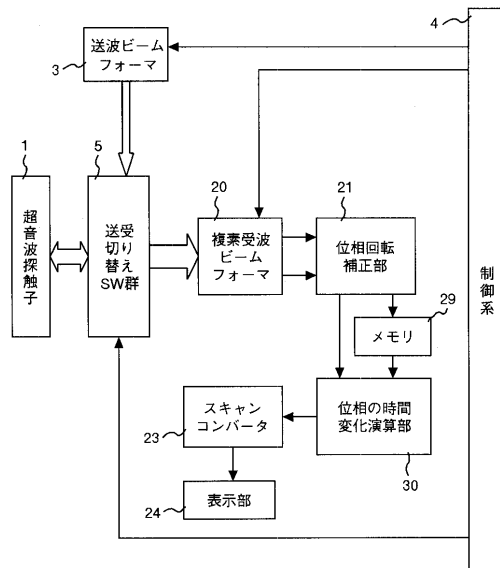 送波ビーム
フォーマ
3
4
1
超音波探触子
5
送受
切り
替え
SW群
20
複素受波
ビーム
フォーマ
21
位相回転
補正部
制御系
29
メモリ
スキャン
コンバータ
23
位相の時間
変化演算部
30
表示部
24